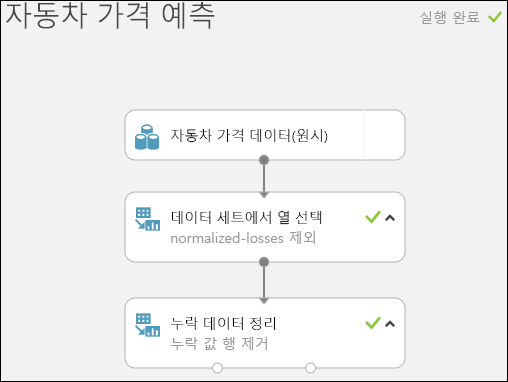 자동차 가격 예측
실행 완료
자동차 가격 데이터(원시)
데이터 세트에서 열 선택
normalized-losses 제외
누락 데이터 정리
누락 값 행 제거